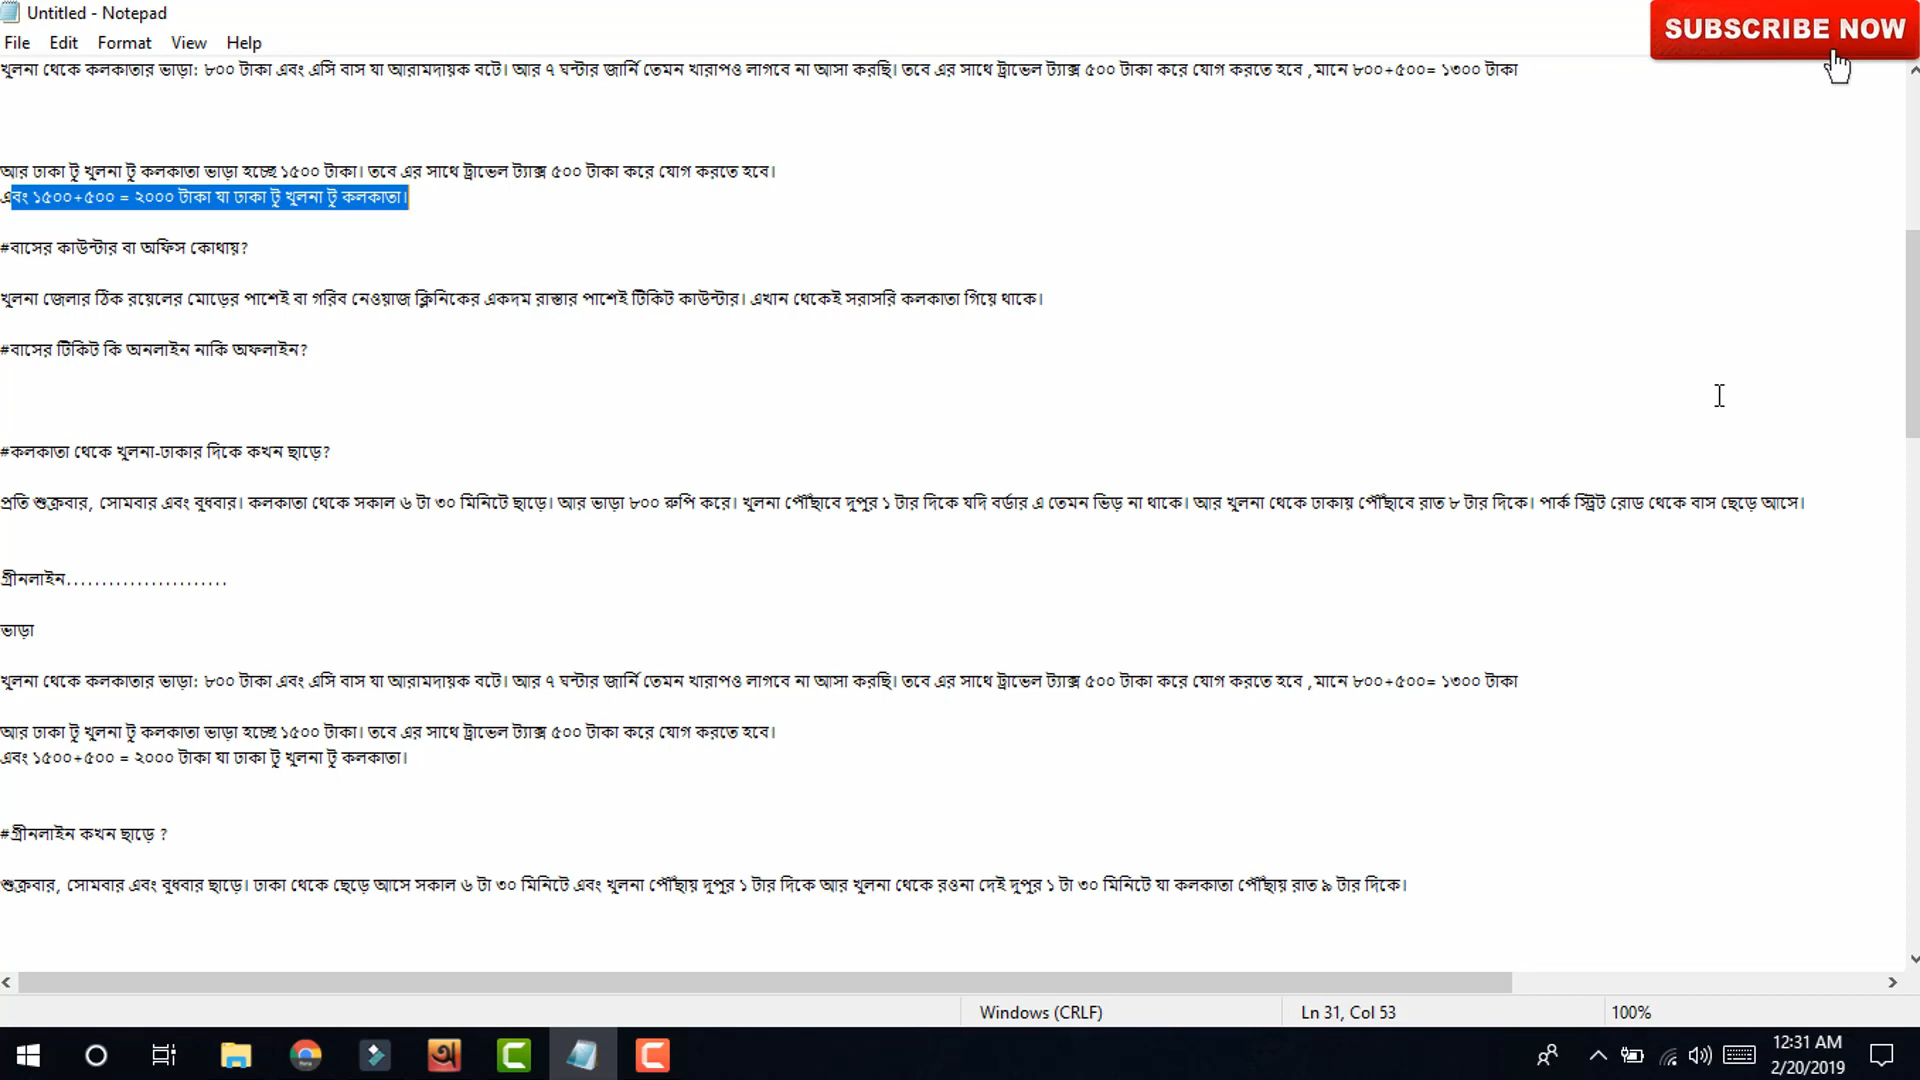 Untitled - Notepad
SUBSCRIBE NOW
File Edit Format View Help
খুলনা থেকে কলকাতার ভাড়া: ৮০০ টাকা এবং এসি বাস যা আরামদায়ক বটে। আর ৭ ঘন্টার জার্নি তেমন খারাপও লাগবে না আসা করছি। তবে এর সাথে ট্রাভেল ট্যাক্স ৫০০ টাকা করে যোগ করতে হবে ,মানে ৮০০+৫০০= ১৩০০ টাকা
আর ঢাকা টু খুলনা টু কলকাতা ভাড়া হচ্ছে ১৫০০ টাকা। তবে এর সাথে ট্রাভেল ট্যাক্স ৫০০ টাকা করে যোগ করতে হবে।
এবং ১৫০০+৫০০ = ২০০০ টাকা যা ঢাকা টু খুলনা টু কলকাতা।
#বাসের কাউন্টার বা অফিস কোথায়?
খুলনা জেলার ঠিক রয়েলের মোড়ের পাশেই বা গরিব নেওয়াজ ক্লিনিকের একদম রাস্তার পাশেই টিকিট কাউন্টার। এখান থেকেই সরাসরি কলকাতা গিয়ে থাকে।
#বাসের টিকিট কি অনলাইন নাকি অফলাইন?
#কলকাতা থেকে খুলনা-ঢাকার দিকে কখন ছাড়ে?
প্রতি শুক্রবার, সোমবার এবং বুধবার। কলকাতা থেকে সকাল ৬ টা ৩০ মিনিটে ছাড়ে। আর ভাড়া ৮০০ রুপি করে। খুলনা পৌঁছাবে দুপুর ১ টার দিকে যদি বর্ডার এ তেমন ভিড় না থাকে। আর খুলনা থেকে ঢাকায় পৌঁছাবে রাত ৮ টার দিকে। পার্ক স্ট্রিট রোড থেকে বাস ছেড়ে আসে।
গ্রীনলাইন.......................
ভাড়া
খুলনা থেকে কলকাতার ভাড়া: ৮০০ টাকা এবং এসি বাস যা আরামদায়ক বটে। আর ৭ ঘন্টার জার্নি তেমন খারাপও লাগবে না আসা করছি। তবে এর সাথে ট্রাভেল ট্যাক্স ৫০০ টাকা করে যোগ করতে হবে ,মানে ৮০০+৫০০= ১৩০০ টাকা
আর ঢাকা টু খুলনা টু কলকাতা ভাড়া হচ্ছে ১৫০০ টাকা। তবে এর সাথে ট্রাভেল ট্যাক্স ৫০০ টাকা করে যোগ করতে হবে।
এবং ১৫০০+৫০০ = ২০০০ টাকা যা ঢাকা টু খুলনা টু কলকাতা।
#গ্রীনলাইন কখন ছাড়ে ?
শুক্রবার, সোমবার এবং বুধবার ছাড়ে। ঢাকা থেকে ছেড়ে আসে সকাল ৬ টা ৩০ মিনিটে এবং খুলনা পৌঁছায় দুপুর ১ টার দিকে আর খুলনা থেকে রওনা দেই দুপুর ১ টা ৩০ মিনিটে যা কলকাতা পৌঁছায় রাত ৯ টার দিকে।
Windows (CRLF) Ln 31, Col 53 100%
অ
12:31 AM
2/20/2019